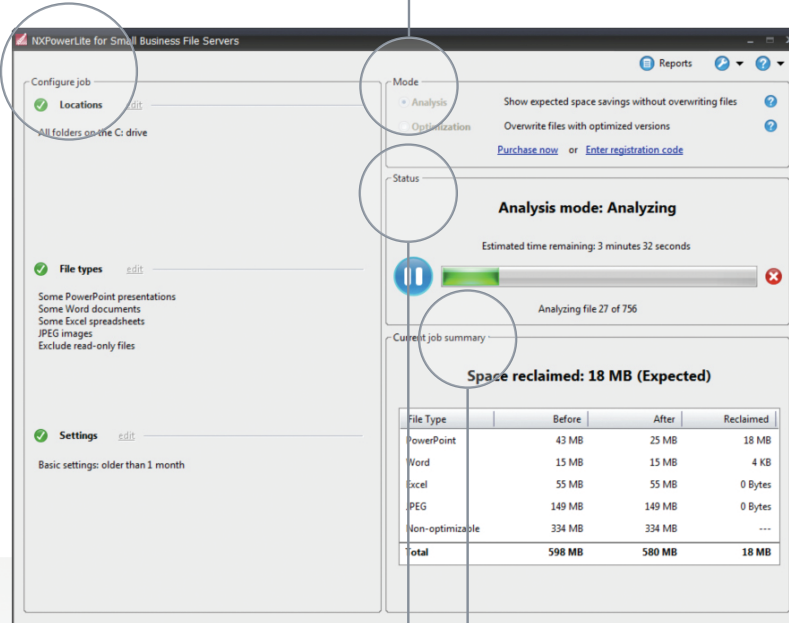 NXPowerLite for Small Business File Servers
Reports
Configure job
Locations edit
All folders on the C: drive
File types edit
Some PowerPoint presentations
Some Word documents
Some Excel spreadsheets
JPEG images
Exclude read-only files
Settings edit
Basic settings: older than 1 month
Mode
Analysis Show expected space savings without overwriting files
Optimization Overwrite files with optimized versions
Purchase now or Enter registration code
Status
Analysis mode: Analyzing
Estimated time remaining: 3 minutes 32 seconds
Analyzing file 27 of 756
Current job summary
Space reclaimed: 18 MB (Expected)
File Type Before After Reclaimed
PowerPoint 43 MB 25 MB 18 MB
Word 15 MB 15 MB 4 KB
Excel 55 MB 55 MB 0 Bytes
JPEG 149 MB 149 MB 0 Bytes
Non-optimizable 334 MB 334 MB ---
Total 598 MB 580 MB 18 MB